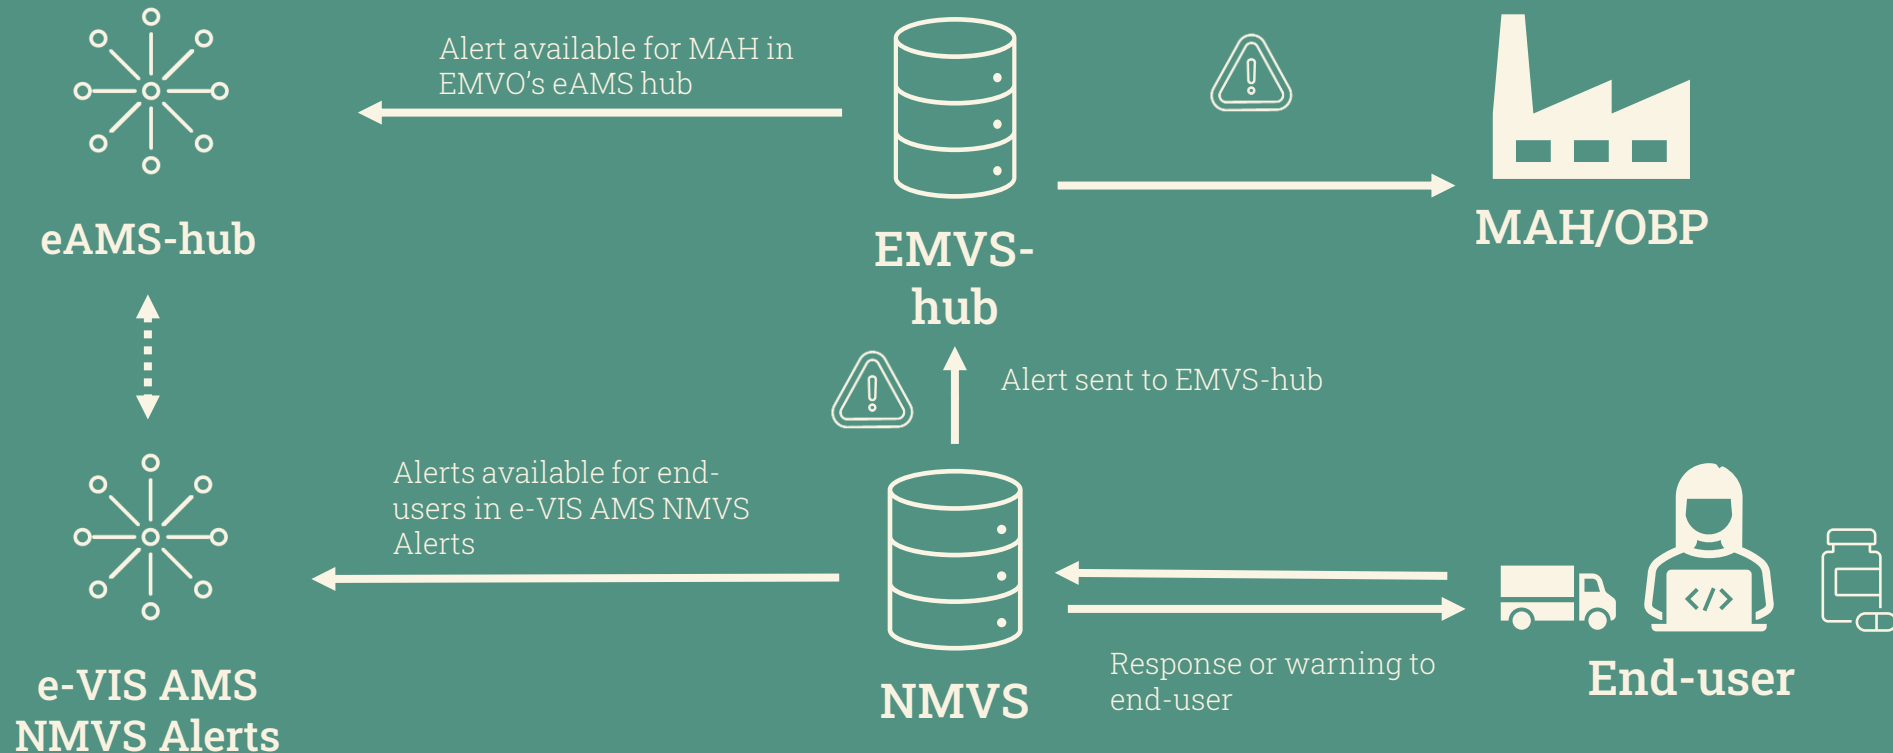 Alert available for MAH in
EMVO's eAMS hub
eAMS-hub
EMVS-
hub
MAH/OBP
Alert sent to EMVS-hub
Alerts available for end-
users in e-VIS AMS NMVS
Alerts
e-VIS AMS
NMVS Alerts
NMVS
Response or warning to
end-user
</>
End-user